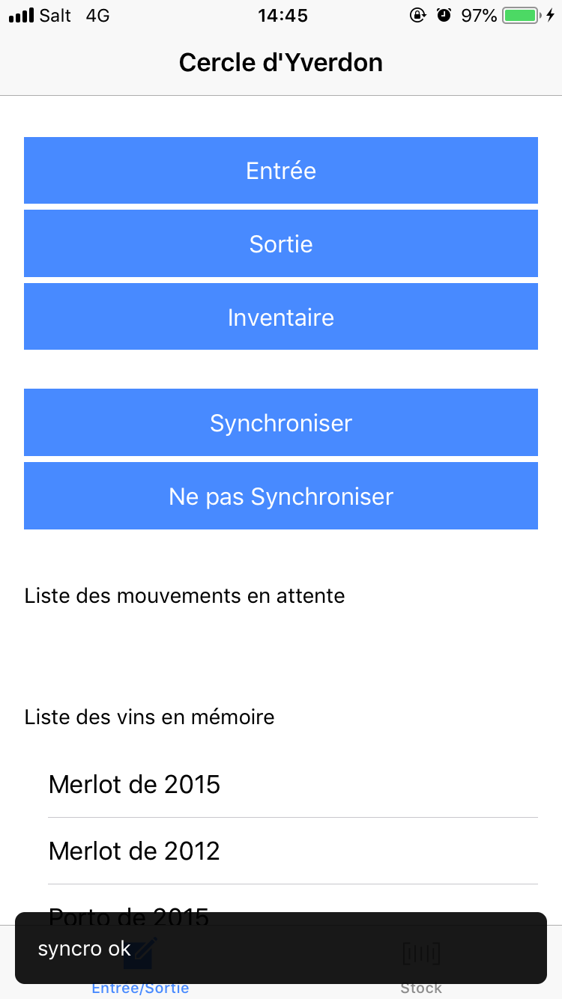 Salt 4G 14:45 97%
Cercle d'Yverdon
Entrée
Sortie
Inventaire
Synchroniser
Ne pas Synchroniser
Liste des mouvements en attente
Liste des vins en mémoire
Merlot de 2015
Merlot de 2012
Porto de 2015
syncro ok
Entrée/Sortie Stock